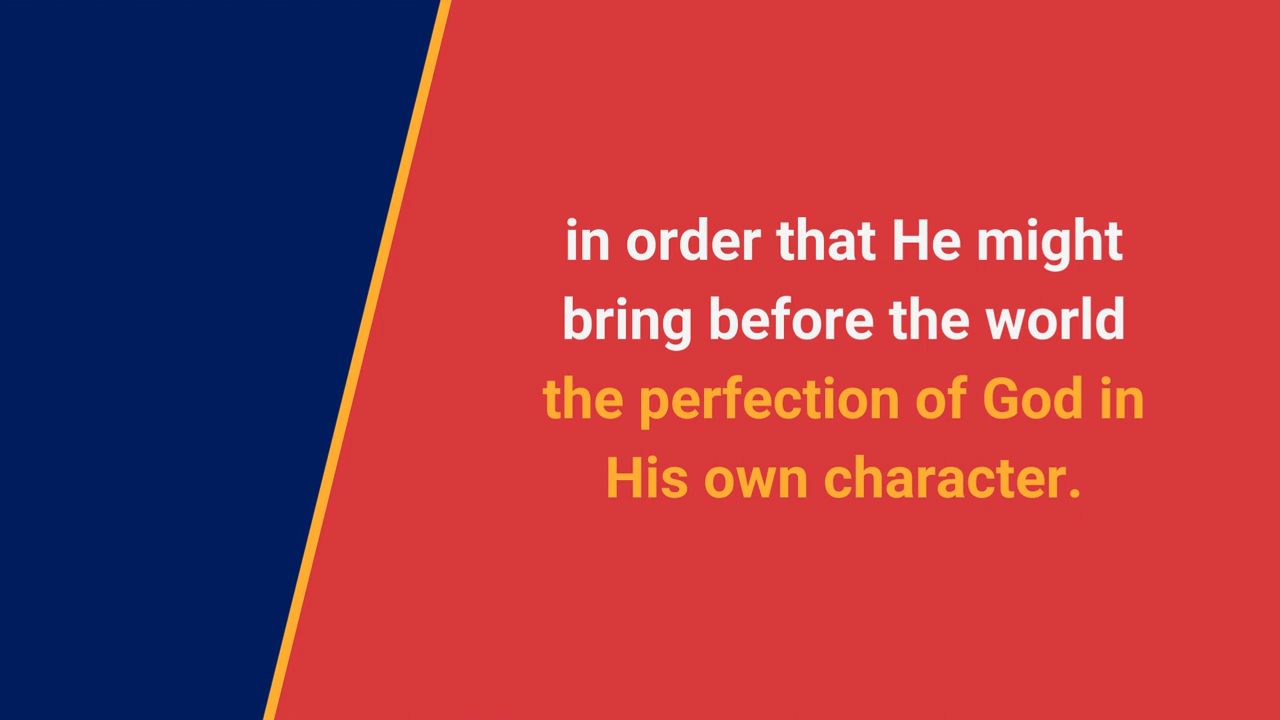 in order that He might
bring before the world
the perfection of God in
His own character.